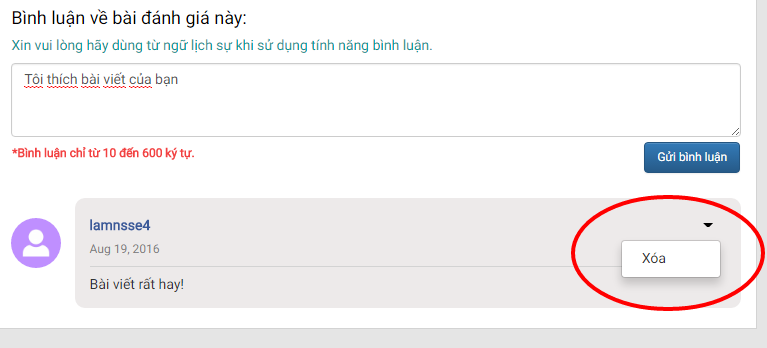 Bình luận về bài đánh giá này:
Xin vui lòng hãy dùng từ ngữ lịch sự khi sử dụng tính năng bình luận.
Tôi thích bài viết của bạn
*Bình luận chỉ từ 10 đến 600 ký tự.
Gửi bình luận
lamnsse4
Aug 19, 2016
Xóa
Bài viết rất hay!